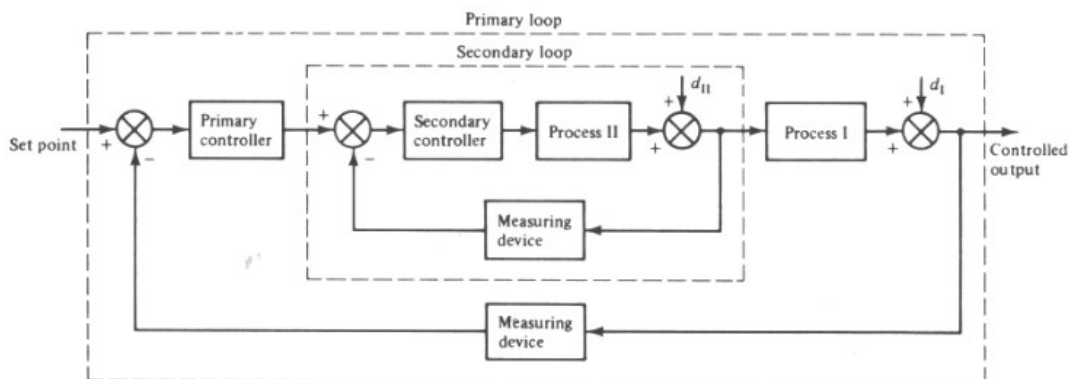 Primary loop
Secondary loop
d_II
d_I
+
Primary
controller
+
Secondary
controller
Process II
+
Process I
+
Set point
+
−
−
+
+
Controlled
output
Measuring
device
Measuring
device